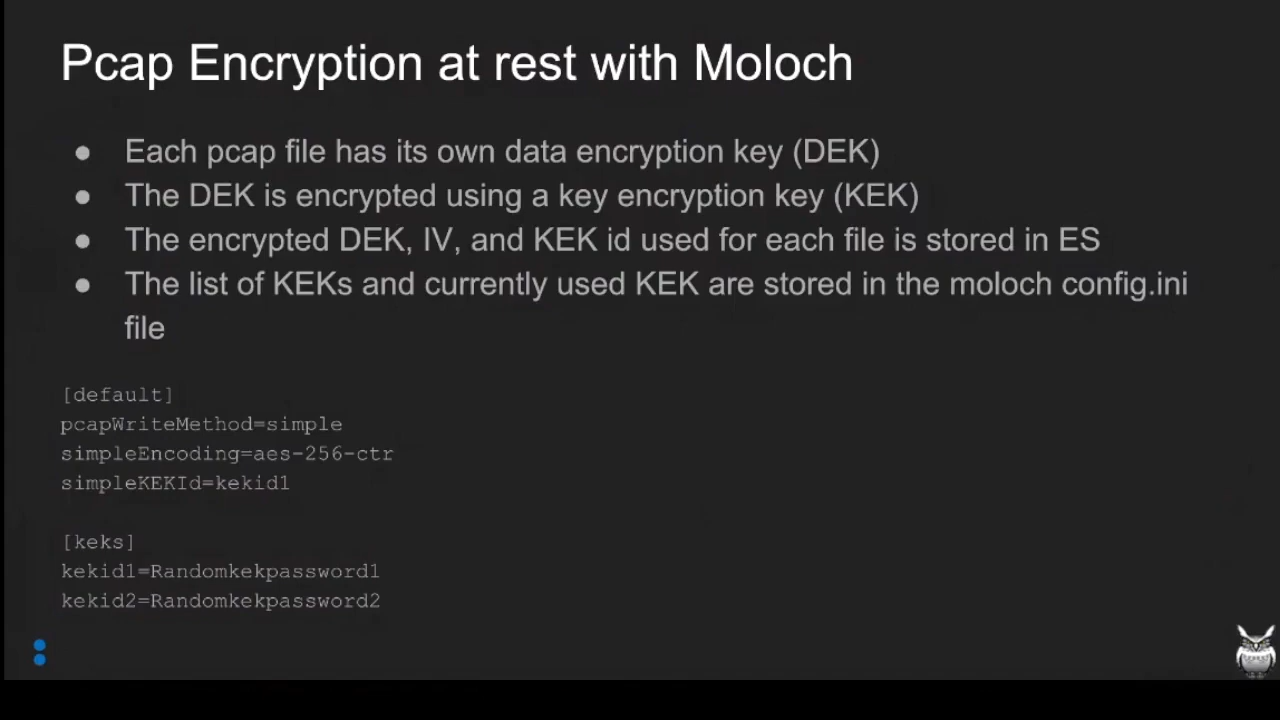 Pcap Encryption at rest with Moloch
● Each pcap file has its own data encryption key (DEK)
● The DEK is encrypted using a key encryption key (KEK)
● The encrypted DEK, IV, and KEK id used for each file is stored in ES
● The list of KEKs and currently used KEK are stored in the moloch config.ini
file
[default]
pcapWriteMethod=simple
simpleEncoding=aes-256-ctr
simpleKEKId=kekid1
[keks]
kekid1=Randomkekpassword1
kekid2=Randomkekpassword2